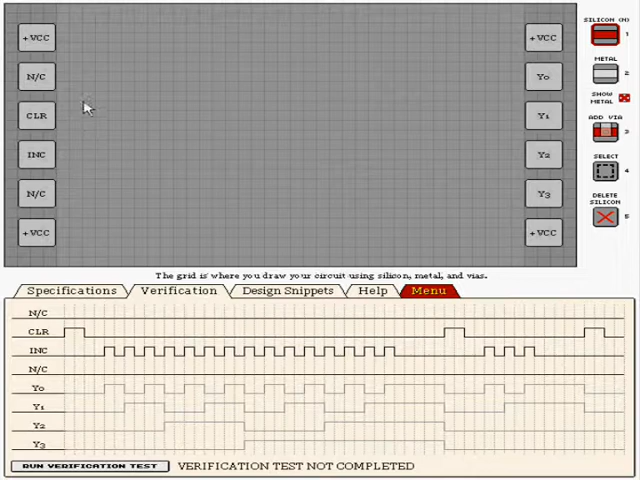 +VCC
N/C
CLR
INC
N/C
+VCC
+VCC
Y0
Y1
Y2
Y3
+VCC
SILICON (N)
1
METAL
2
SHOW
METAL
ADD VIA
3
SELECT
4
DELETE
SILICON
5
The grid is where you draw your circuit using silicon, metal, and vias.
Specifications Verification Design Snippets Help Menu
N/C
CLR
INC
N/C
Y0
Y1
Y2
Y3
RUN VERIFICATION TEST VERIFICATION TEST NOT COMPLETED